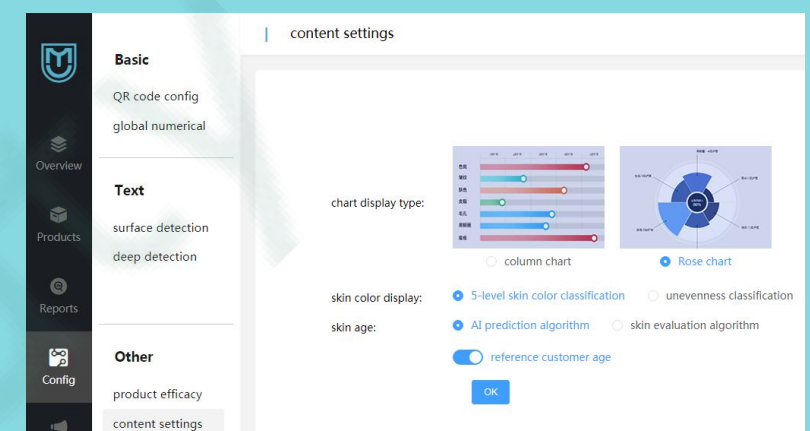 content settings
Basic
QR code config
global numerical
Overview
Text
surface detection
deep detection
Products
Reports
Config
Other
product efficacy
content settings
chart display type:
column chart
Rose chart
skin color display:
5-level skin color classification
unevenness classification
skin age:
AI prediction algorithm
skin evaluation algorithm
reference customer age
OK